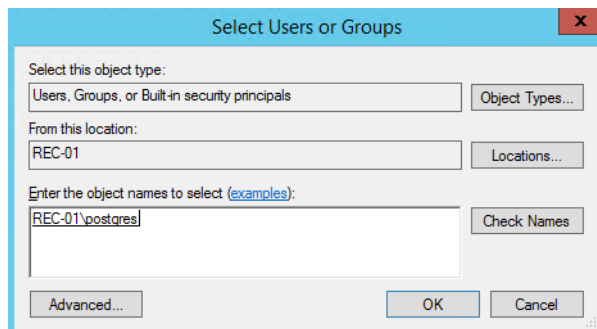 Select Users or Groups
x
Select this object type:
Users, Groups, or Built-in security principals
Object Types...
From this location:
REC-01
Locations...
Enter the object names to select (examples):
REC-01\postgres
Check Names
Advanced...
OK
Cancel